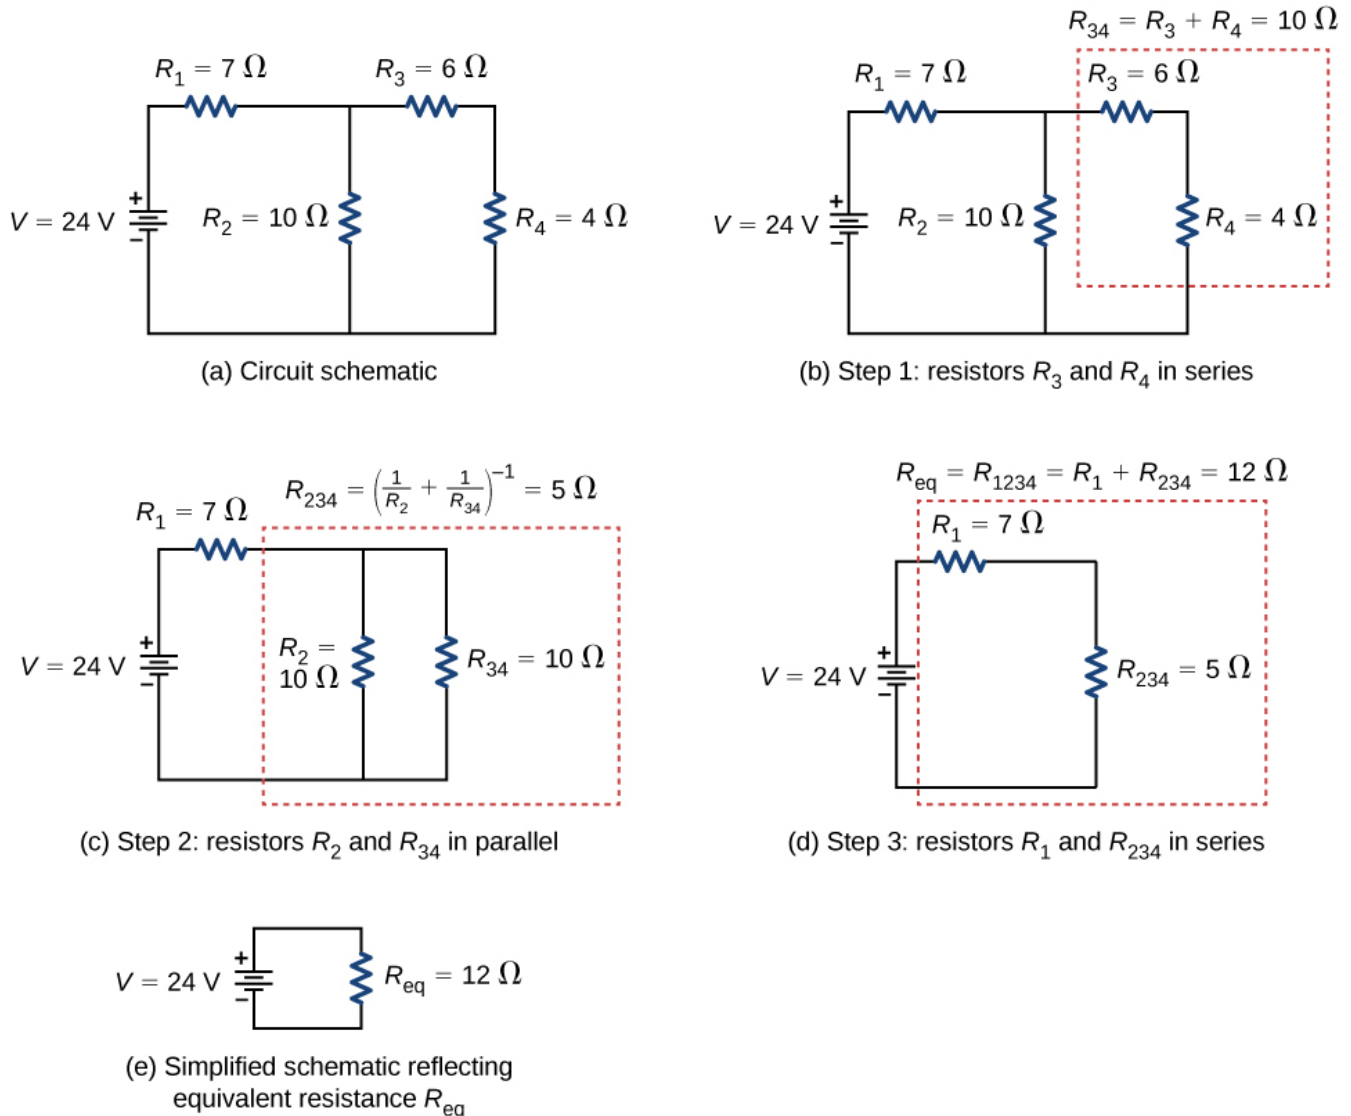 R₁ = 7 Ω
R₃ = 6 Ω
V = 24 V
+
−
R₂ = 10 Ω
R₄ = 4 Ω
(a) Circuit schematic
R₃₄ = R₃ + R₄ = 10 Ω
R₁ = 7 Ω
R₃ = 6 Ω
V = 24 V
+
−
R₂ = 10 Ω
R₄ = 4 Ω
(b) Step 1: resistors R₃ and R₄ in series
R₂₃₄ = (1/R₂ + 1/R₃₄)⁻¹ = 5 Ω
R₁ = 7 Ω
V = 24 V
+
−
R₂ =
10 Ω
R₃₄ = 10 Ω
(c) Step 2: resistors R₂ and R₃₄ in parallel
R_eq = R₁₂₃₄ = R₁ + R₂₃₄ = 12 Ω
R₁ = 7 Ω
V = 24 V
+
−
R₂₃₄ = 5 Ω
(d) Step 3: resistors R₁ and R₂₃₄ in series
V = 24 V
+
−
R_eq = 12 Ω
(e) Simplified schematic reflecting
equivalent resistance R_eq